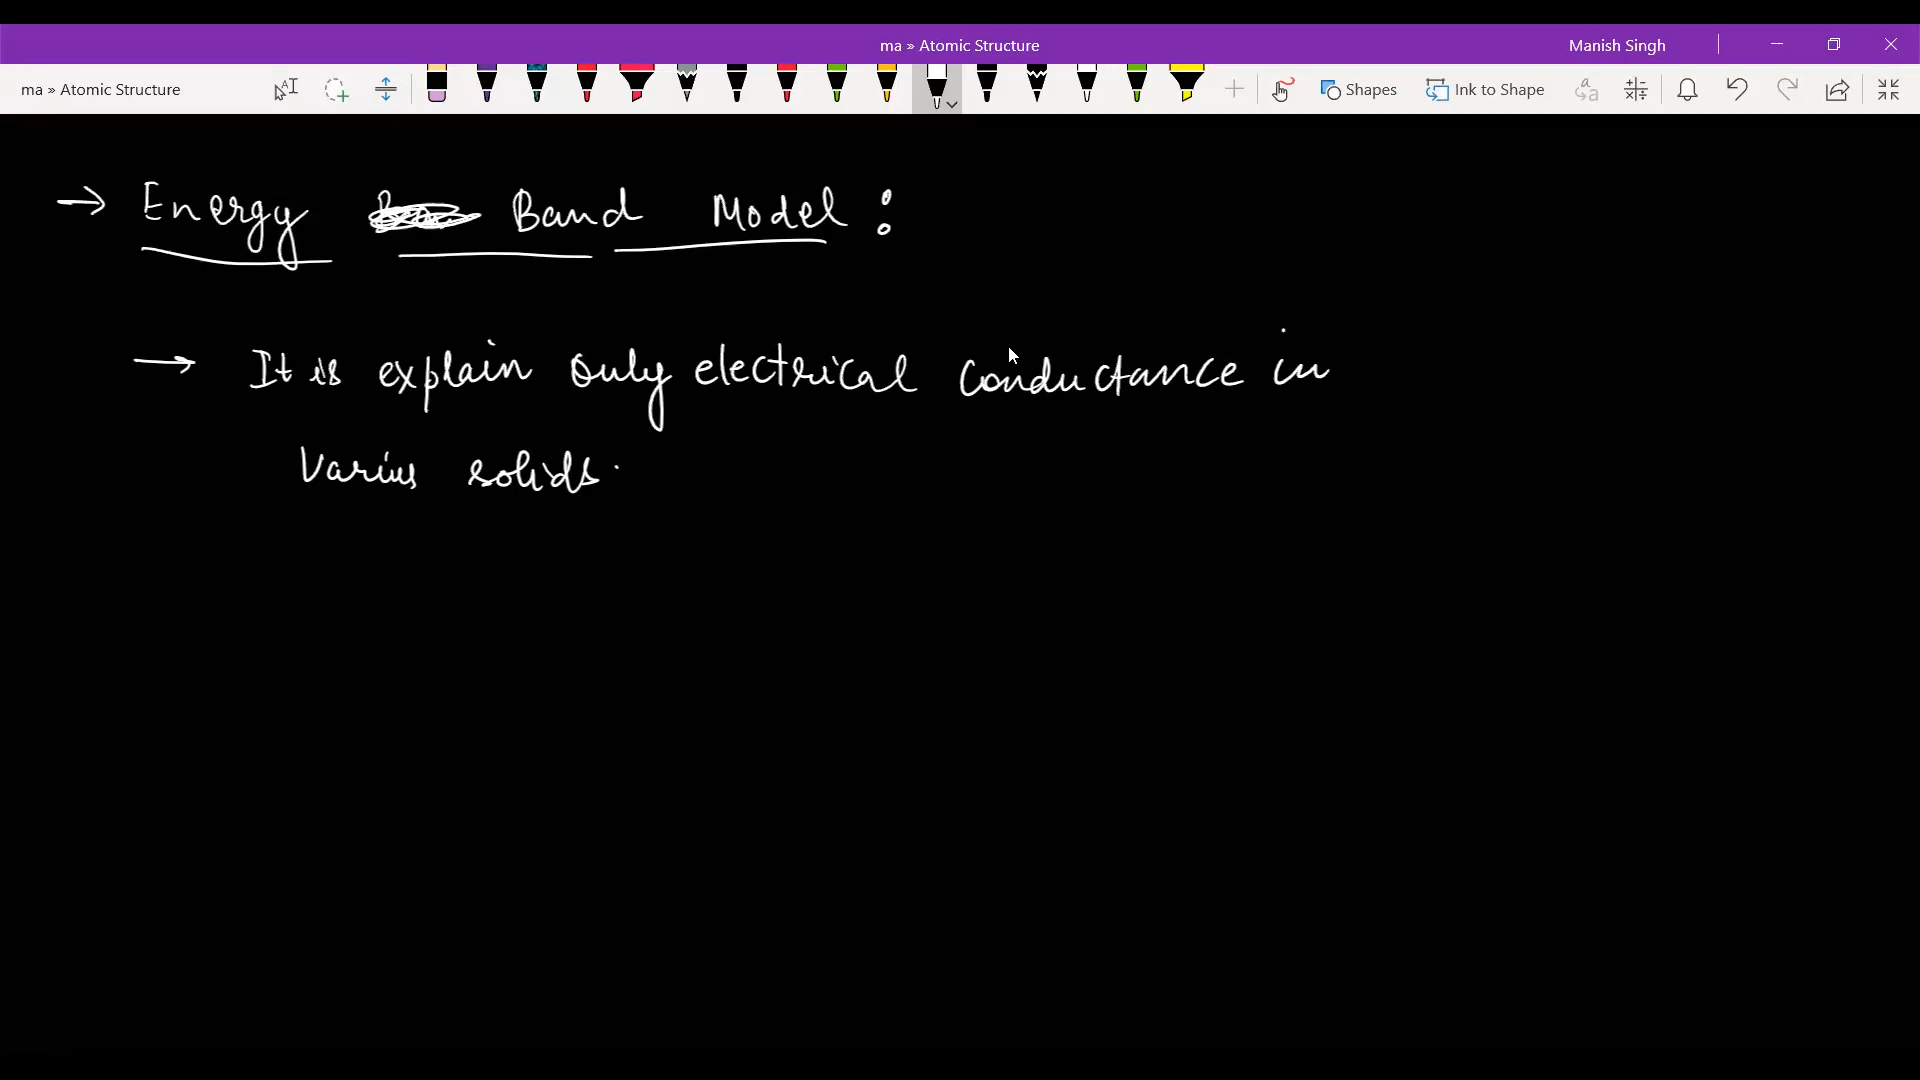 ma » Atomic Structure
Manish Singh
ma » Atomic Structure
Shapes
Ink to Shape
→ Energy Band Model :
→ It is explain only electrical conductance in
Varius solids.